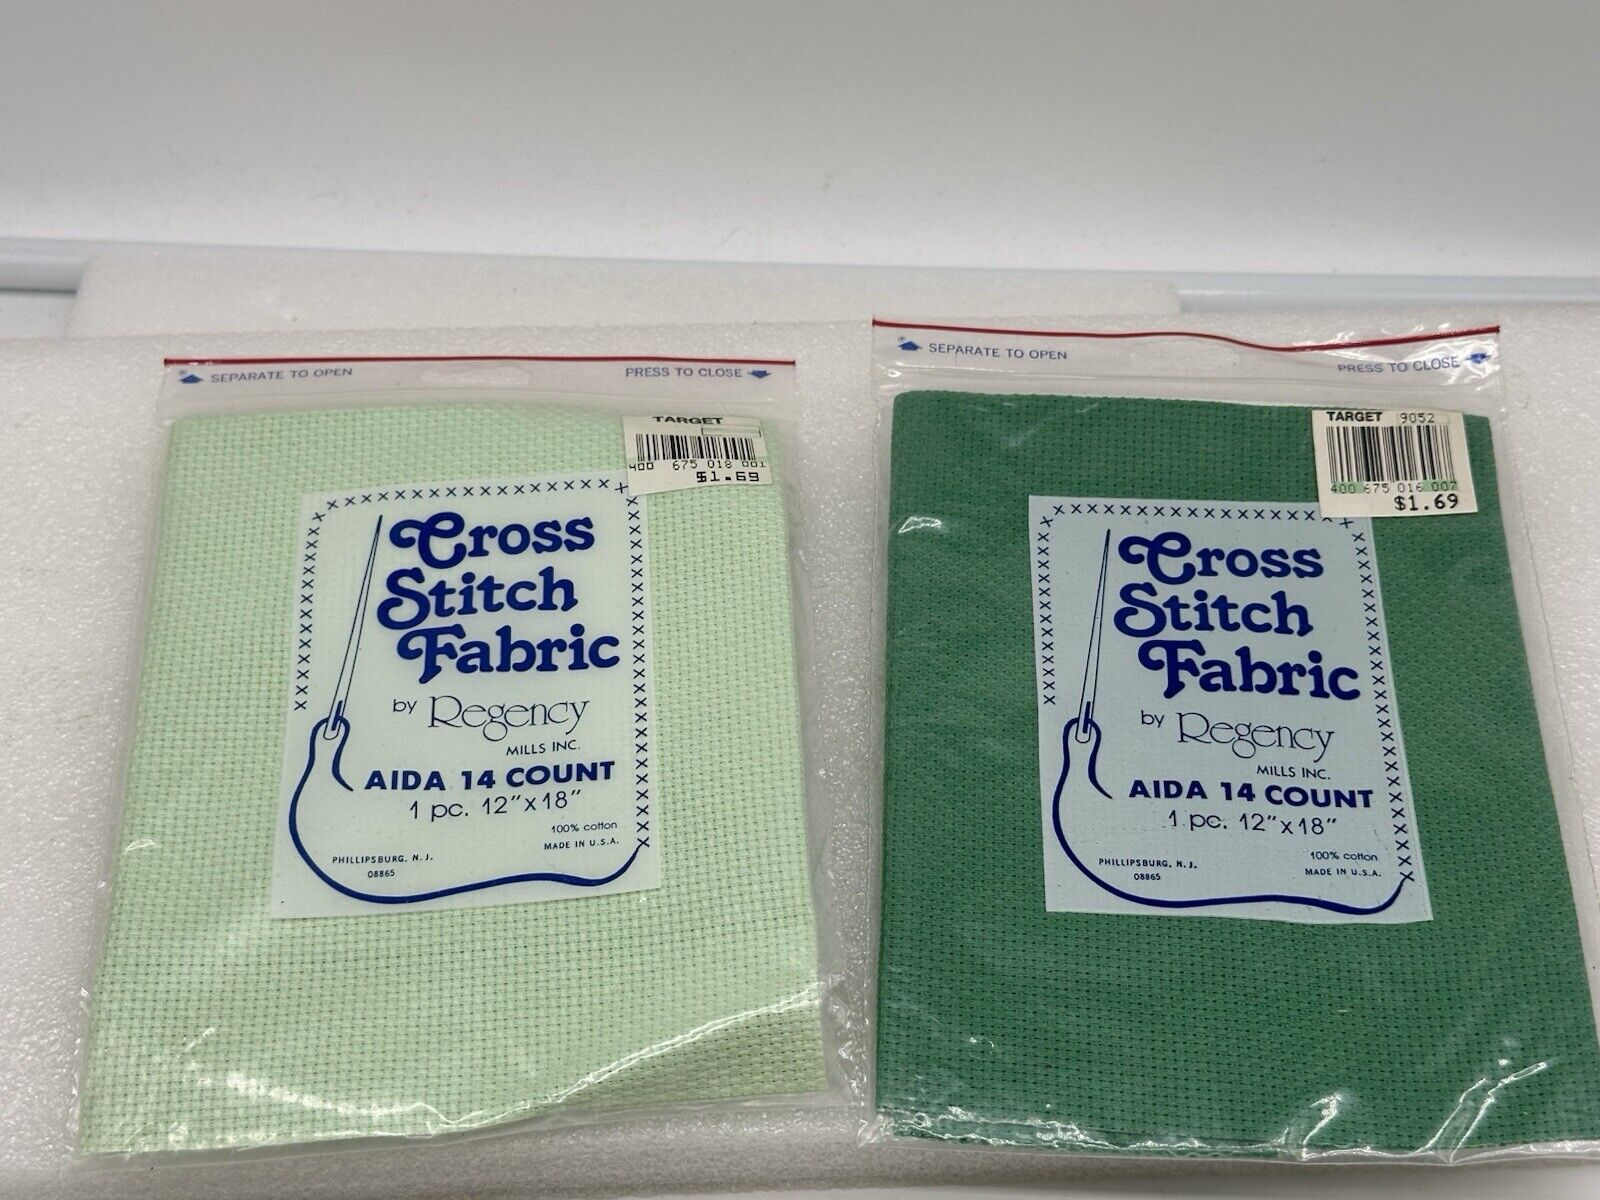 SEPARATE TO OPEN
PRESS TO CLOSE
TARGET
400 675 018 001
$1.69
Cross
Stitch
Fabric
by Regency
MILLS INC.
AIDA 14 COUNT
1 pc. 12" x 18"
100% cotton
MADE IN U.S.A.
PHILLIPSBURG, N. J.
08865
SEPARATE TO OPEN
PRESS TO CLOSE
TARGET 9052
400 675 016 007
$1.69
Cross
Stitch
Fabric
by Regency
MILLS INC.
AIDA 14 COUNT
1 pc. 12" x 18"
100% cotton
MADE IN U.S.A.
PHILLIPSBURG, N. J.
08865